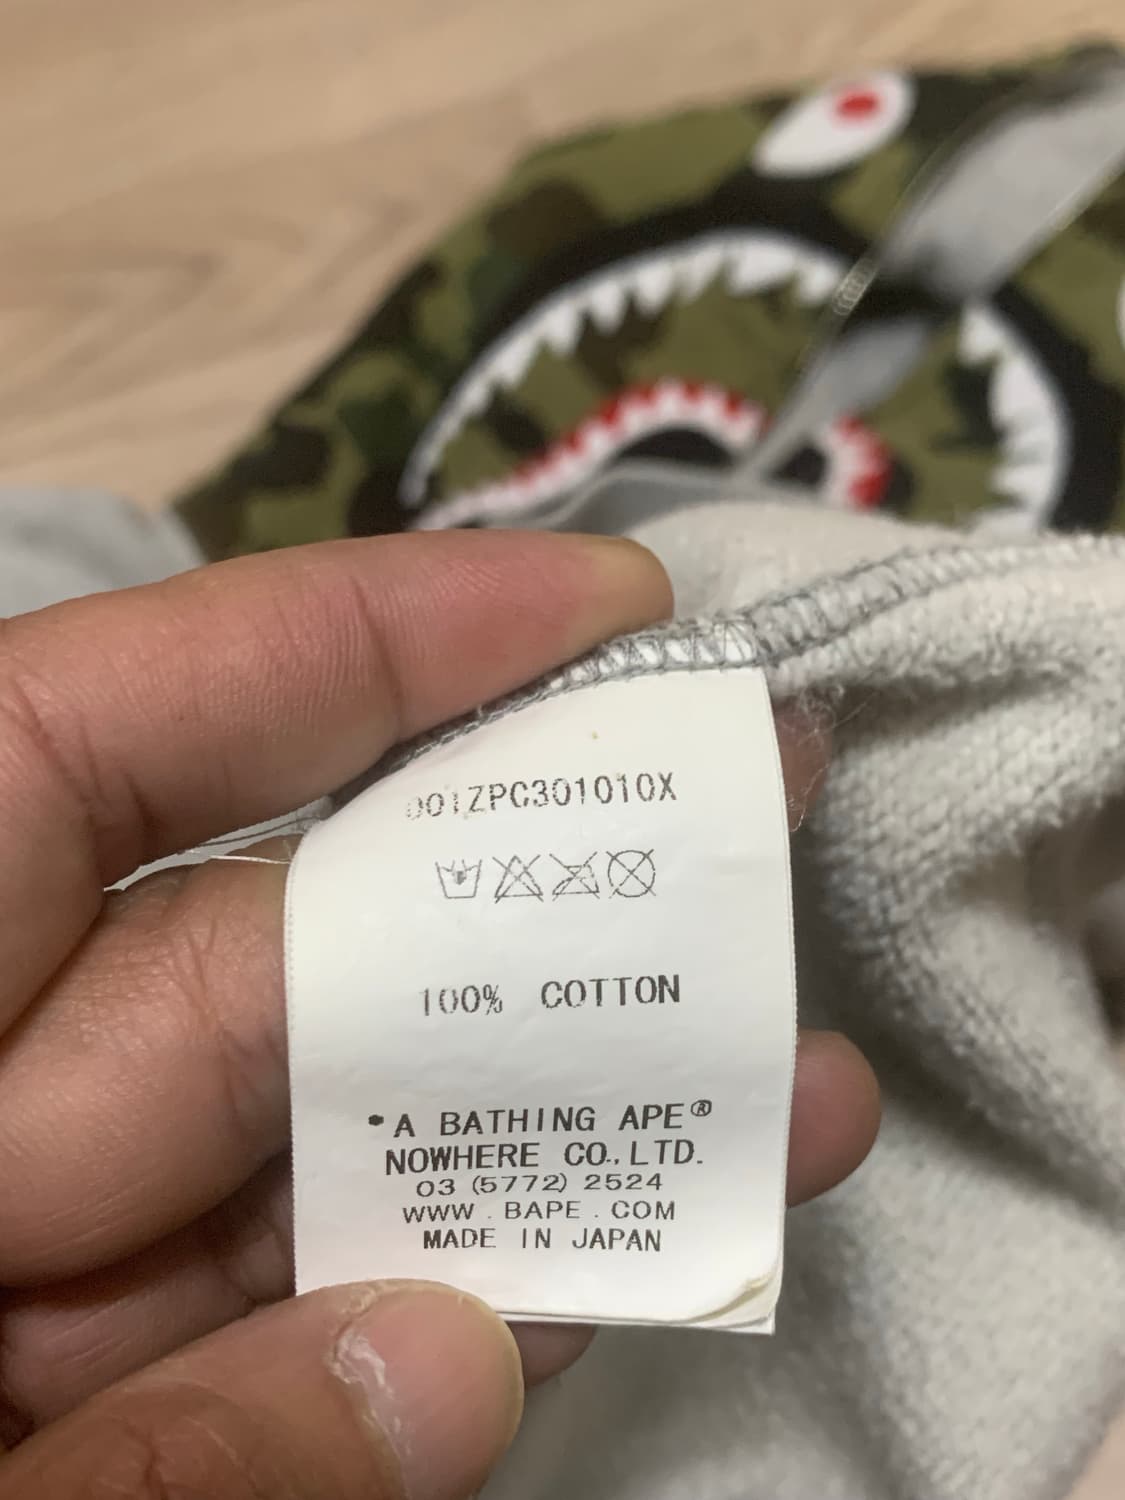 001ZPC301010X
100% COTTON
*A BATHING APE®
NOWHERE CO.,LTD.
03 (5772) 2524
WWW . BAPE . COM
MADE IN JAPAN